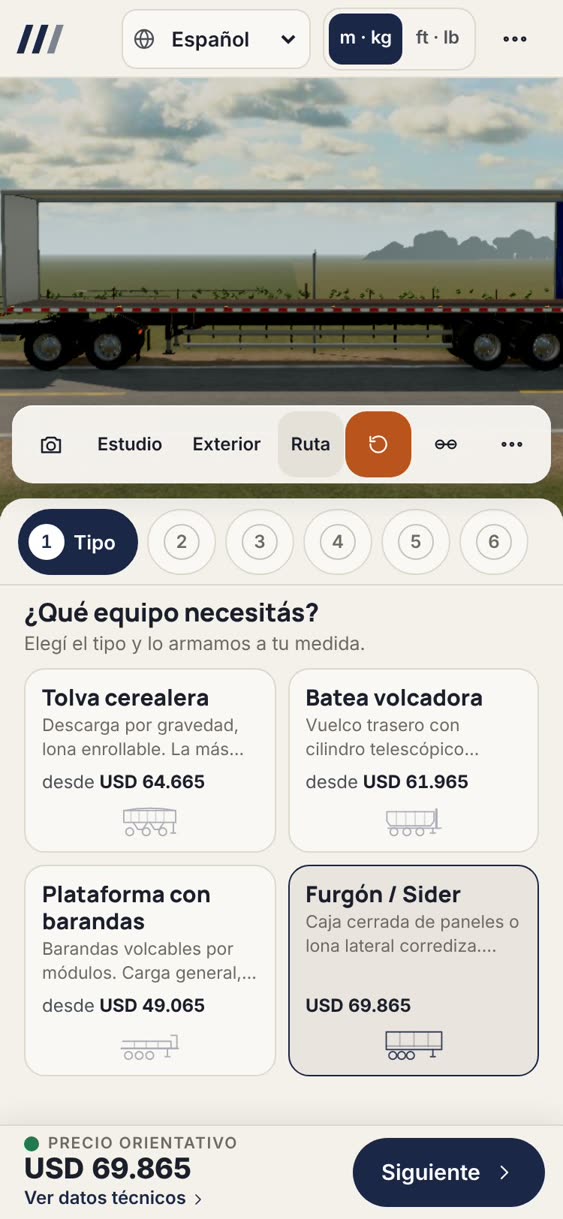 Español
m · kg
ft · lb
Estudio
Exterior
Ruta
1 Tipo
2
3
4
5
6
¿Qué equipo necesitás?
Elegí el tipo y lo armamos a tu medida.
Tolva cerealera
Descarga por gravedad,
lona enrollable. La más...
desde USD 64.665
Batea volcadora
Vuelco trasero con
cilindro telescópico...
desde USD 61.965
Plataforma con
barandas
Barandas volcables por
módulos. Carga general,...
desde USD 49.065
Furgón / Sider
Caja cerrada de paneles o
lona lateral corrediza....
USD 69.865
PRECIO ORIENTATIVO
USD 69.865
Ver datos técnicos
Siguiente